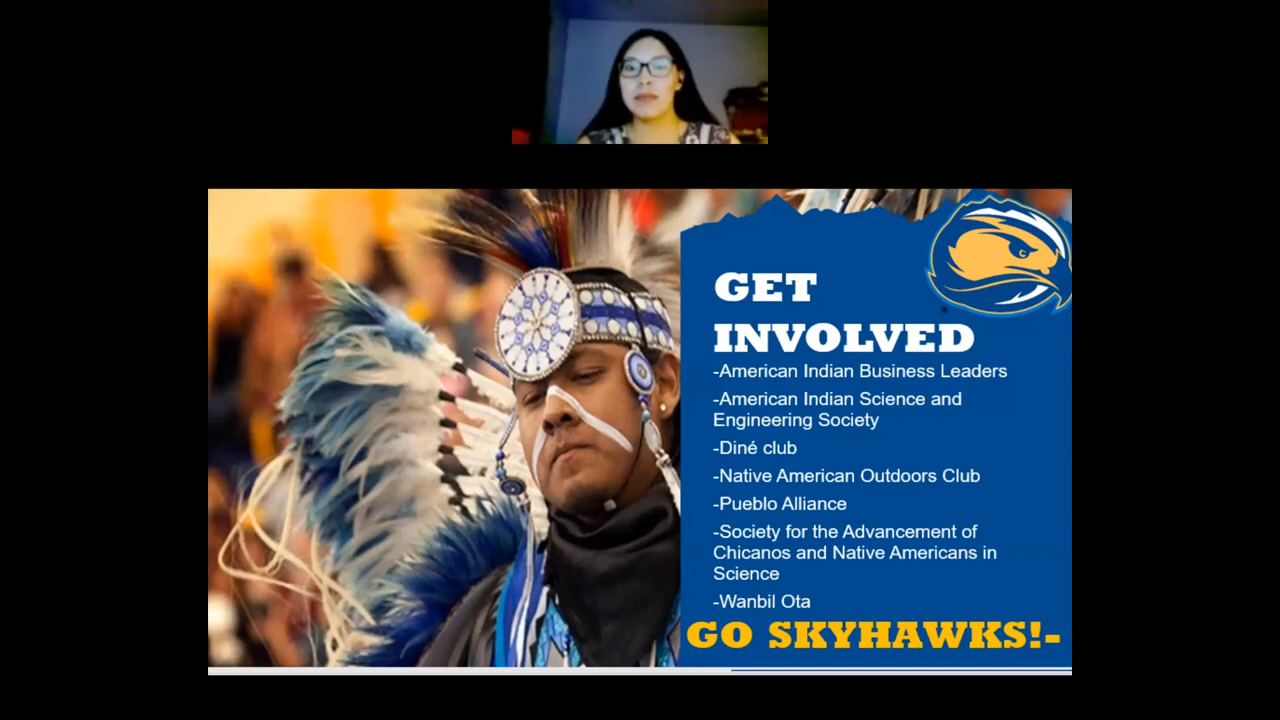 GET
INVOLVED
-American Indian Business Leaders
-American Indian Science and
Engineering Society
-Diné club
-Native American Outdoors Club
-Pueblo Alliance
-Society for the Advancement of
Chicanos and Native Americans in
Science
-Wanbil Ota
GO SKYHAWKS!-